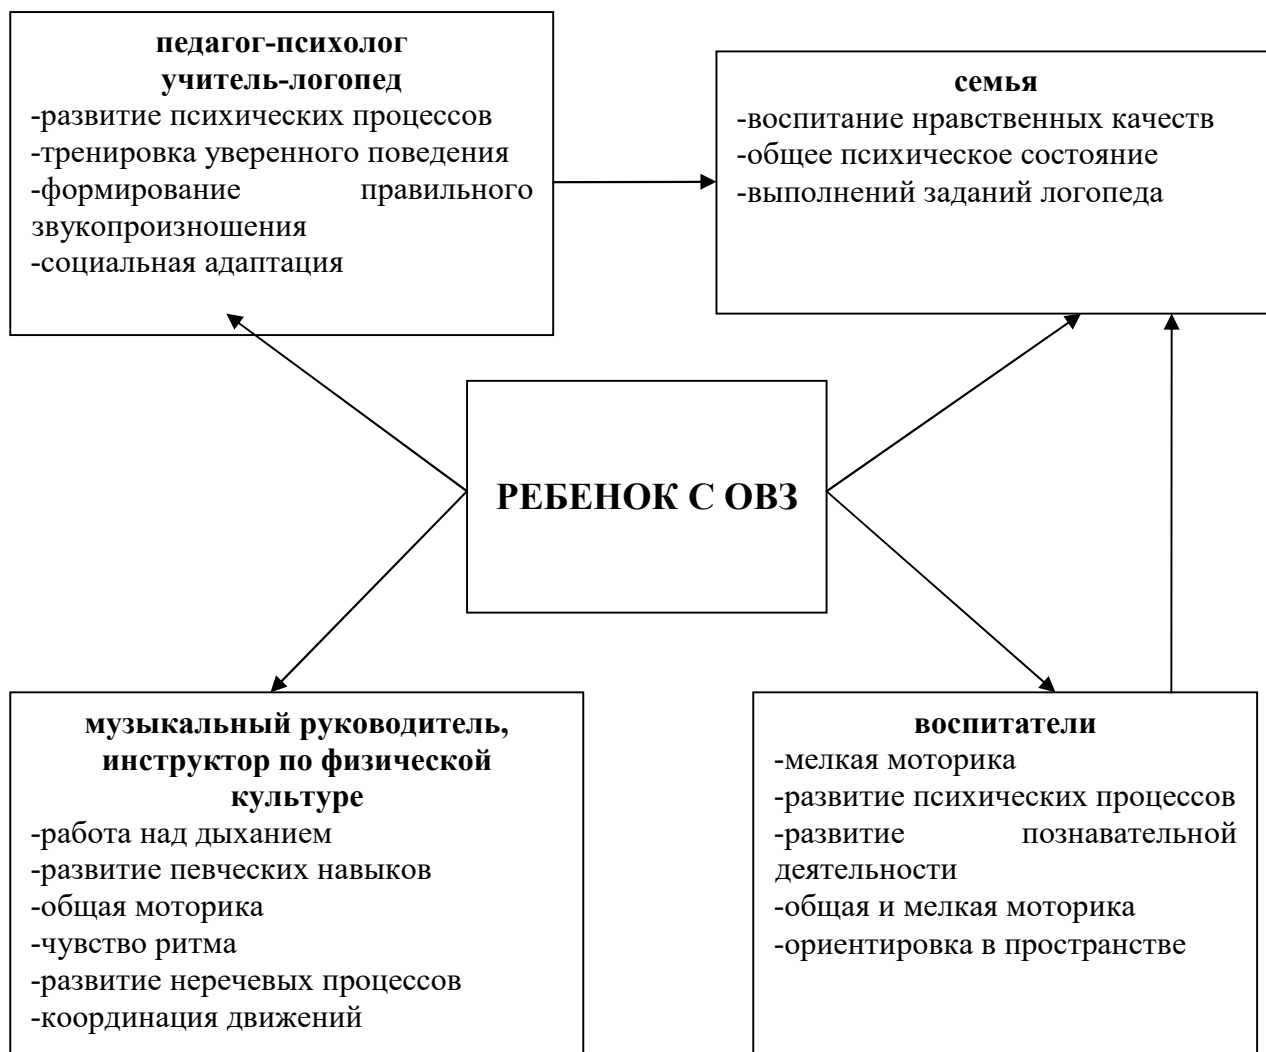 педагог-психолог
учитель-логопед
-развитие психических процессов
-тренировка уверенного поведения
-формирование правильного
звукопроизношения
-социальная адаптация
семья
-воспитание нравственных качеств
-общее психическое состояние
-выполнений заданий логопеда
РЕБЕНОК С ОВЗ
музыкальный руководитель,
инструктор по физической
культуре
-работа над дыханием
-развитие певческих навыков
-общая моторика
-чувство ритма
-развитие неречевых процессов
-координация движений
воспитатели
-мелкая моторика
-развитие психических процессов
-развитие познавательной
деятельности
-общая и мелкая моторика
-ориентировка в пространстве